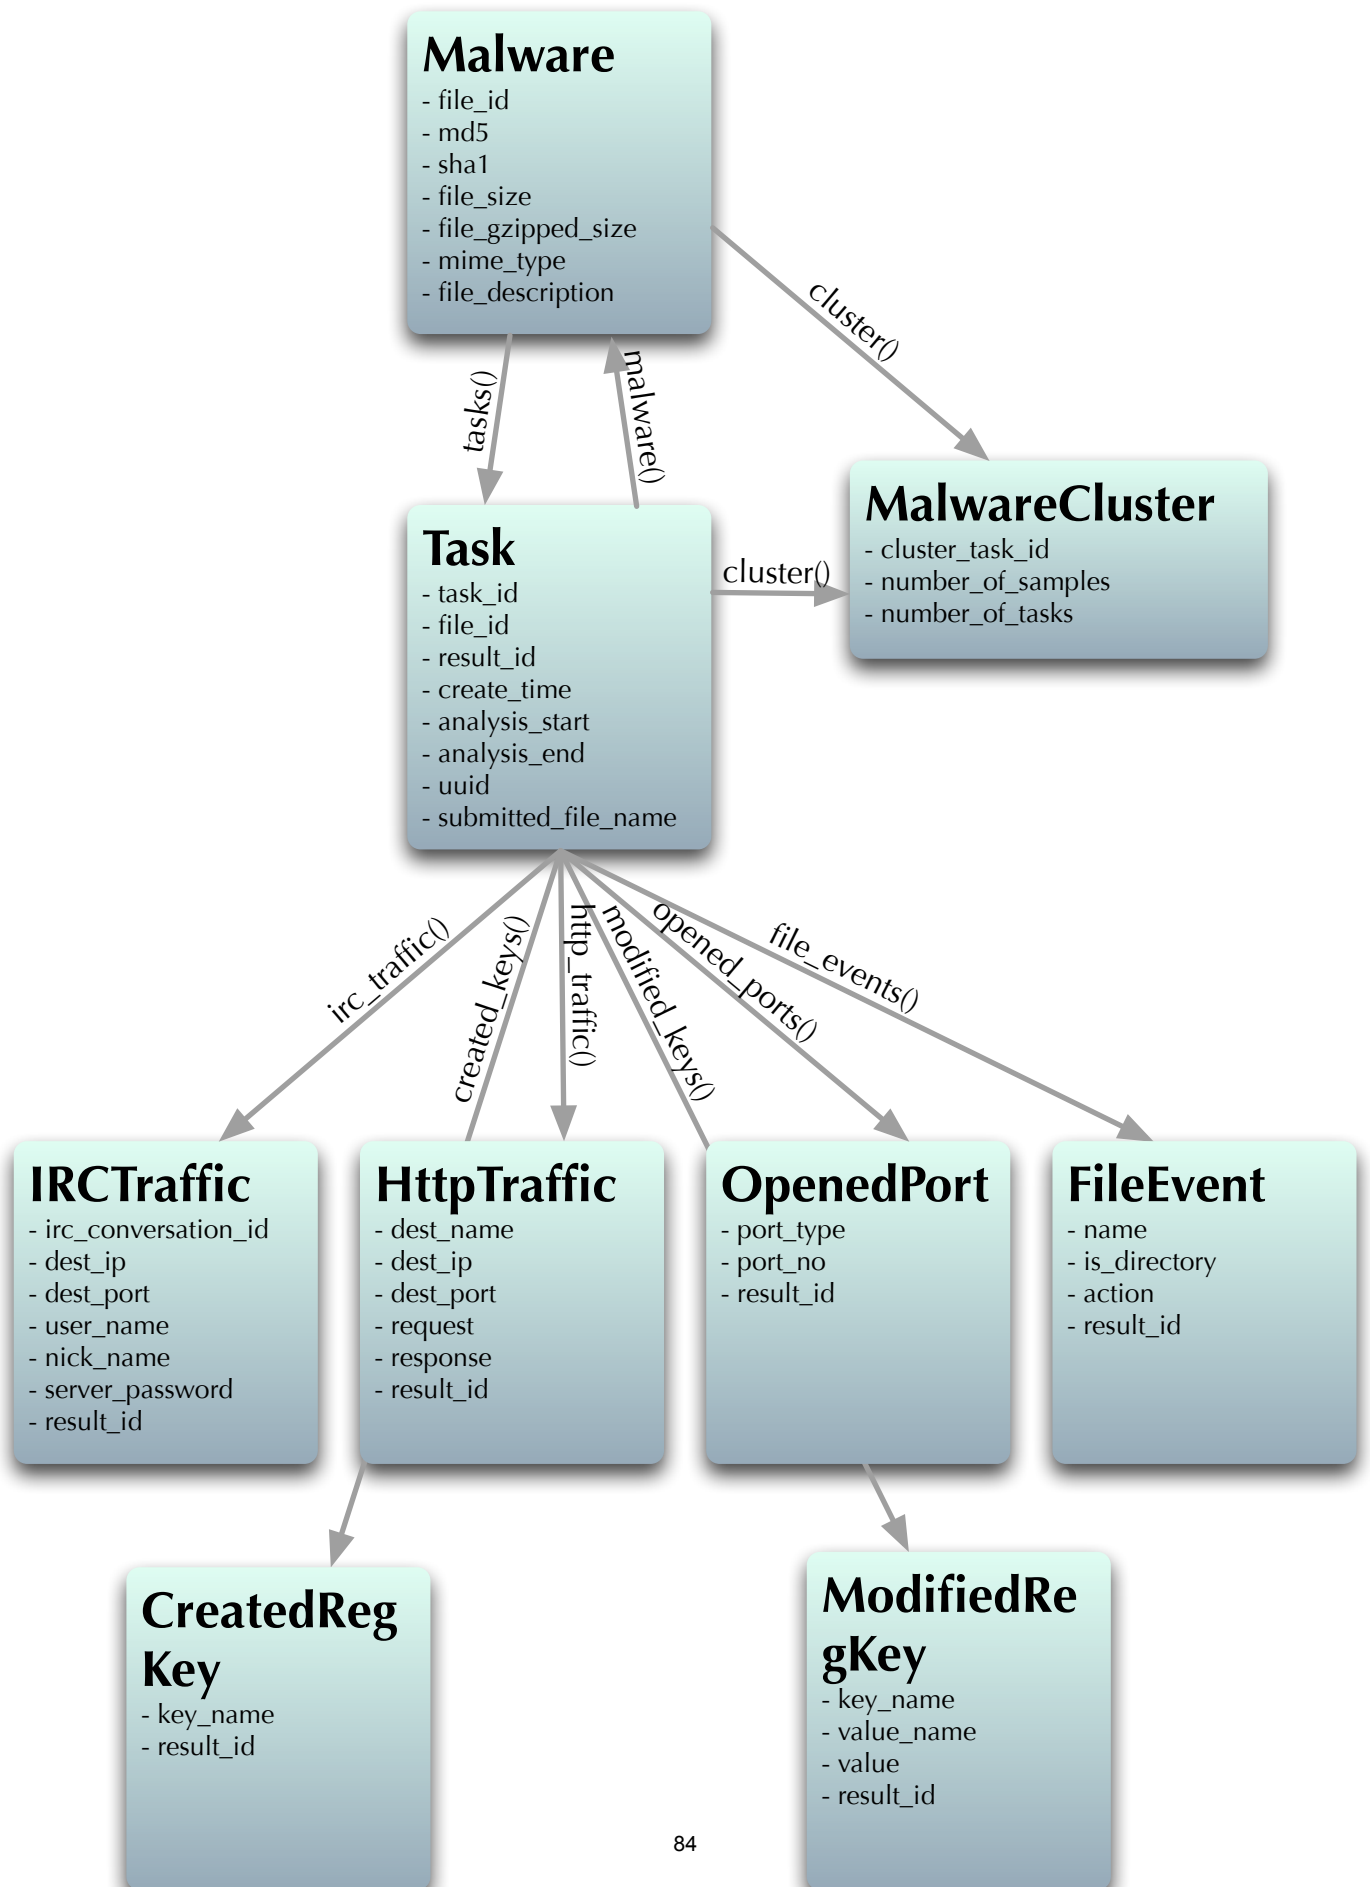 Malware
- file_id
- md5
- sha1
- file_size
- file_gzipped_size
- mime_type
- file_description
cluster()
tasks()
malware()
MalwareCluster
- cluster_task_id
- number_of_samples
- number_of_tasks
Task
- task_id
- file_id
- result_id
- create_time
- analysis_start
- analysis_end
- uuid
- submitted_file_name
cluster()
irc_traffic()
created_keys()
http_traffic()
modified_keys()
opened_ports()
file_events()
IRCTraffic
- irc_conversation_id
- dest_ip
- dest_port
- user_name
- nick_name
- server_password
- result_id
HttpTraffic
- dest_name
- dest_ip
- dest_port
- request
- response
- result_id
OpenedPort
- port_type
- port_no
- result_id
FileEvent
- name
- is_directory
- action
- result_id
CreatedReg
Key
- key_name
- result_id
ModifiedRe
gKey
- key_name
- value_name
- value
- result_id
84